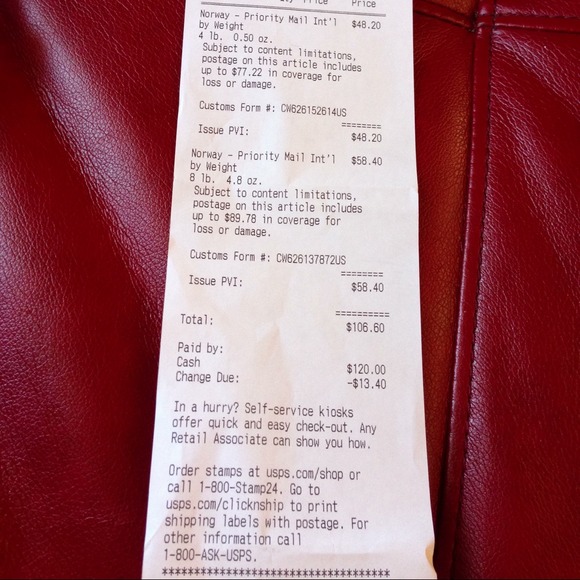 Price Price
Norway - Priority Mail Int'l $48.20
by Weight
4 lb. 0.50 oz.
Subject to content limitations,
postage on this article includes
up to $77.22 in coverage for
loss or damage.
Customs Form #: CW626152614US
========
Issue PVI: $48.20
Norway - Priority Mail Int'l $58.40
by Weight
8 lb. 4.8 oz.
Subject to content limitations,
postage on this article includes
up to $89.78 in coverage for
loss or damage.
Customs Form #: CW626137872US
========
Issue PVI: $58.40
==========
Total: $106.60
Paid by:
Cash $120.00
Change Due: -$13.40
In a hurry? Self-service kiosks
offer quick and easy check-out. Any
Retail Associate can show you how.
Order stamps at usps.com/shop or
call 1-800-Stamp24. Go to
usps.com/clicknship to print
shipping labels with postage. For
other information call
1-800-ASK-USPS.
****************************************